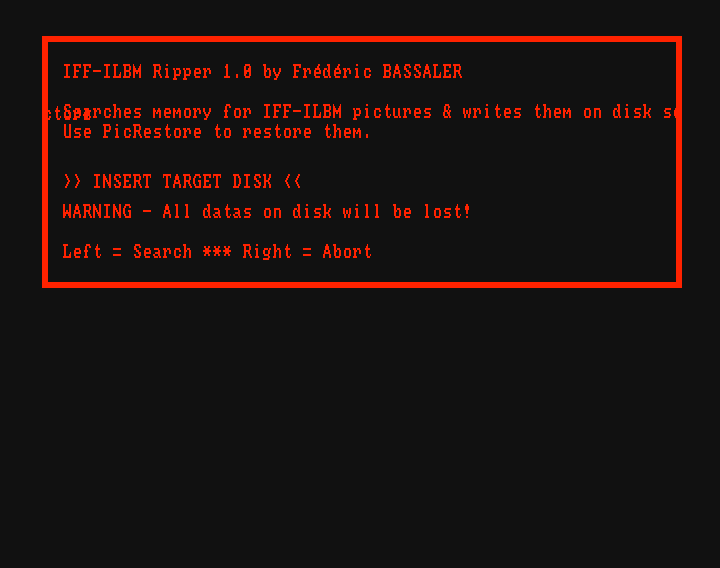 IFF-ILBM Ripper 1.0 by Frédéric BASSALER
Searches memory for IFF-ILBM pictures & writes them on disk se
Use PicRestore to restore them.
>> INSERT TARGET DISK <<
WARNING - All datas on disk will be lost!
Left = Search *** Right = Abort